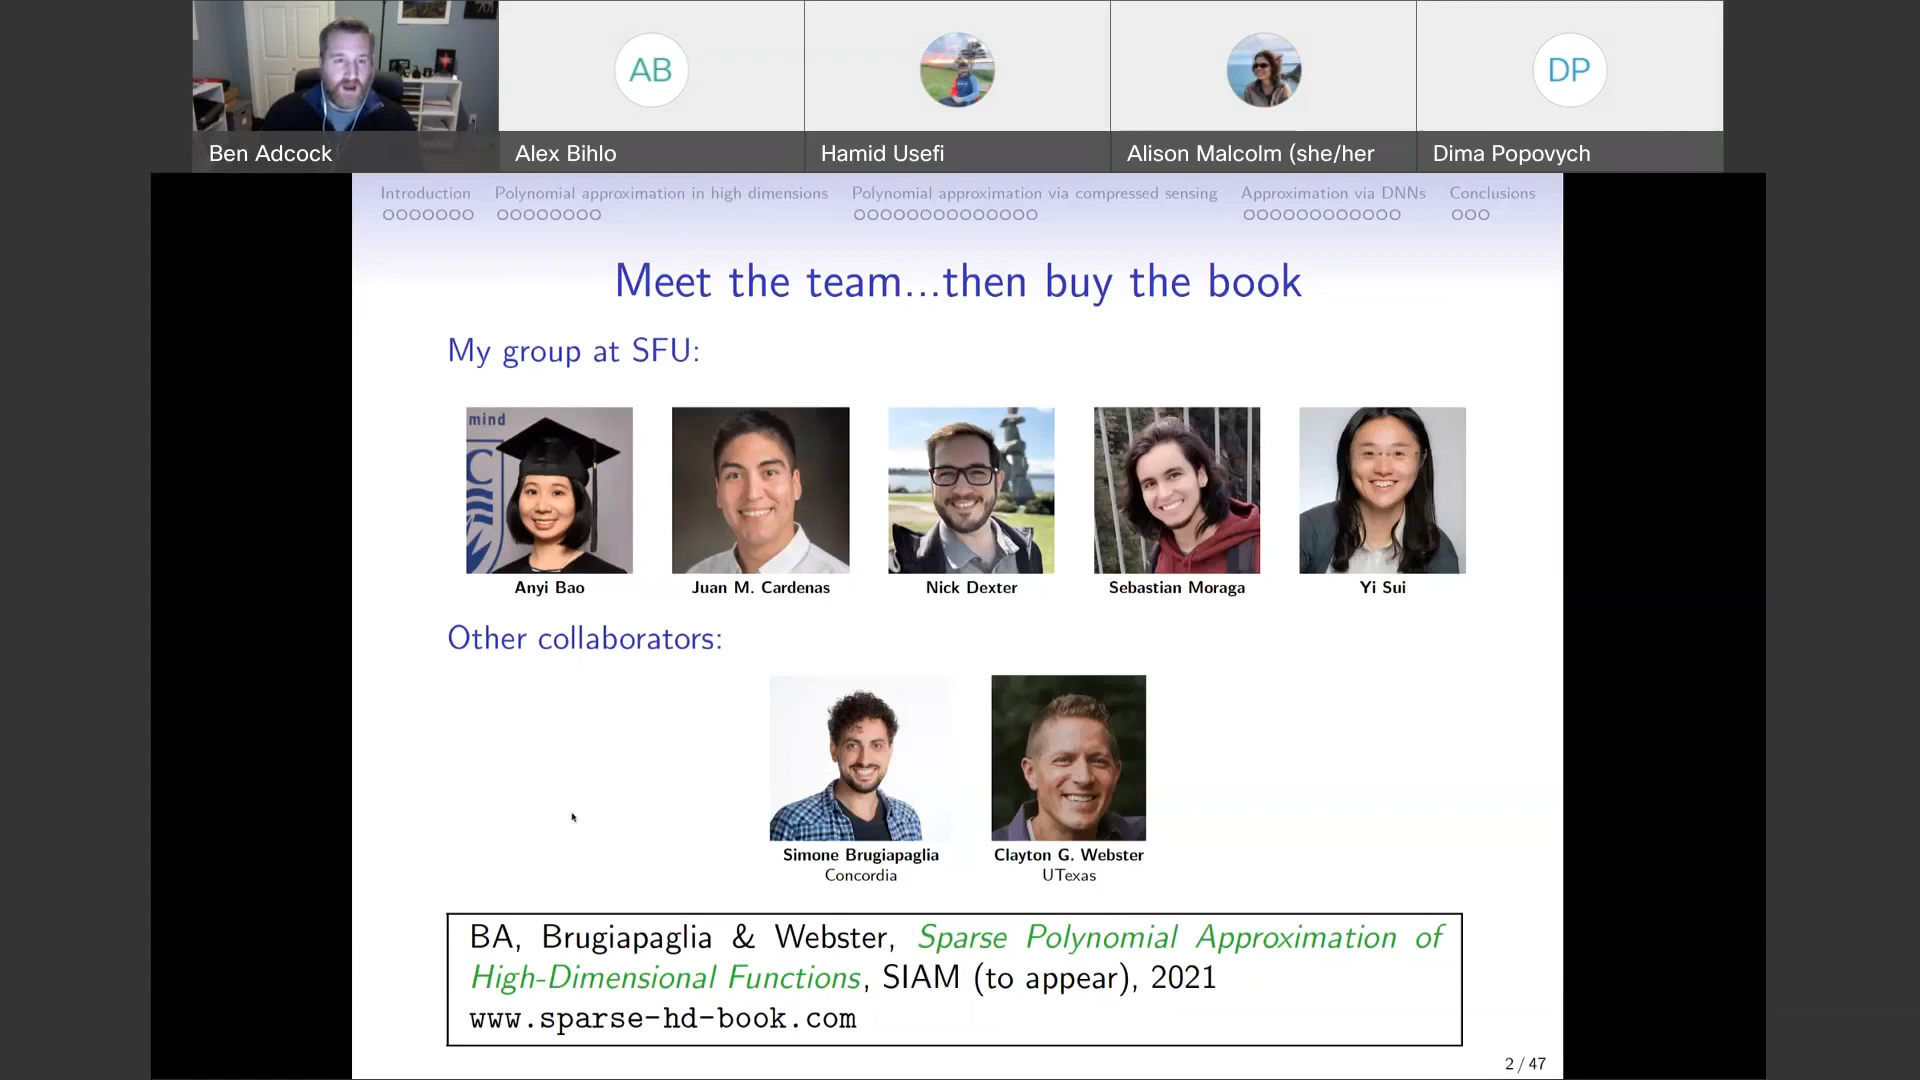 AB
DP
Ben Adcock
Alex Bihlo
Hamid Usefi
Alison Malcolm (she/her
Dima Popovych
Introduction
Polynomial approximation in high dimensions
Polynomial approximation via compressed sensing
Approximation via DNNs
Conclusions
Meet the team...then buy the book
My group at SFU:
mind
Anyi Bao
Juan M. Cardenas
Nick Dexter
Sebastian Moraga
Yi Sui
Other collaborators:
Simone Brugiapaglia
Concordia
Clayton G. Webster
UTexas
BA, Brugiapaglia & Webster, Sparse Polynomial Approximation of
High-Dimensional Functions, SIAM (to appear), 2021
www.sparse-hd-book.com
2 / 47